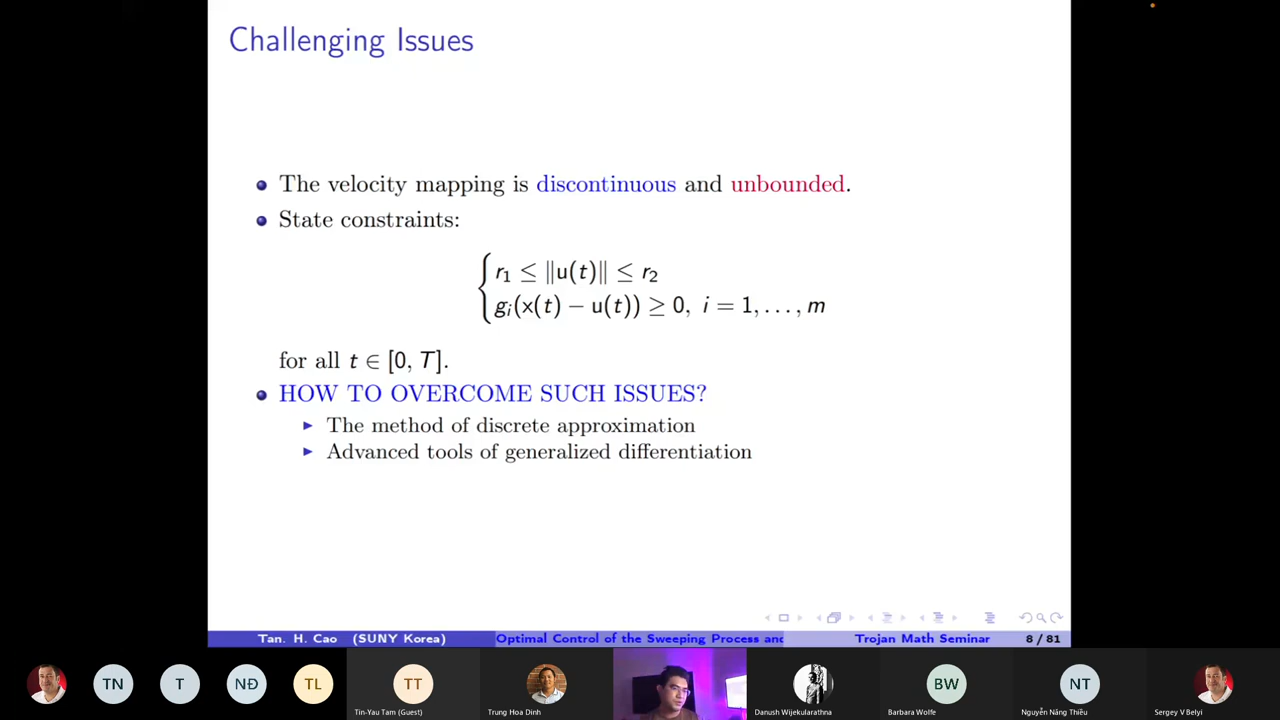 Challenging Issues
The velocity mapping is discontinuous and unbounded.
State constraints:
r₁ ≤ ‖u(t)‖ ≤ r₂
gᵢ(x(t) − u(t)) ≥ 0, i = 1, . . . , m
for all t ∈ [0, T].
HOW TO OVERCOME SUCH ISSUES?
The method of discrete approximation
Advanced tools of generalized differentiation
Tan. H. Cao (SUNY Korea) Optimal Control of the Sweeping Process and Trojan Math Seminar 8 / 81
TN T NĐ TL TT BW NT
Tin-Yau Tam (Guest) Trung Hoa Dinh Danush Wijekularathna Barbara Wolfe Nguyễn Năng Thiều Sergey V Belyi